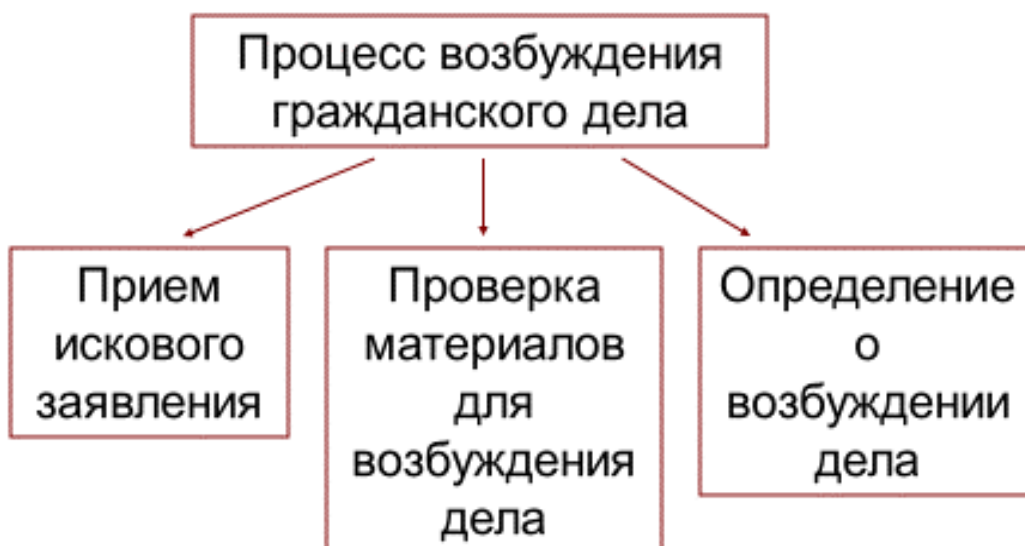 Процесс возбуждения
гражданского дела
Прием
искового
заявления
Проверка
материалов
для
возбуждения
дела
Определение
о
возбуждении
дела